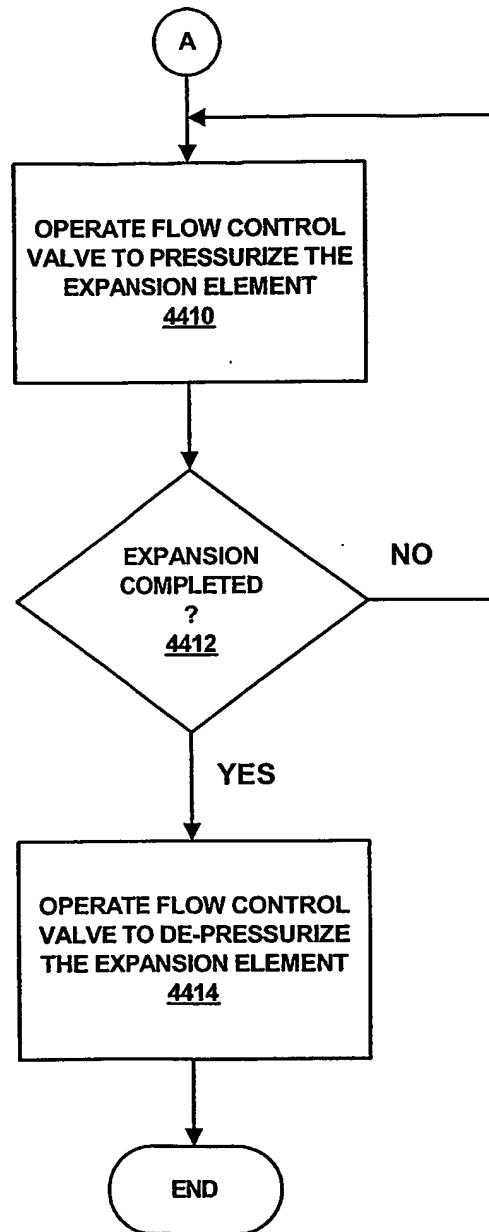 A
OPERATE FLOW CONTROL
VALVE TO PRESSURIZE THE
EXPANSION ELEMENT
4410
EXPANSION
COMPLETED
?
4412
NO
YES
OPERATE FLOW CONTROL
VALVE TO DE-PRESSURIZE
THE EXPANSION ELEMENT
4414
END